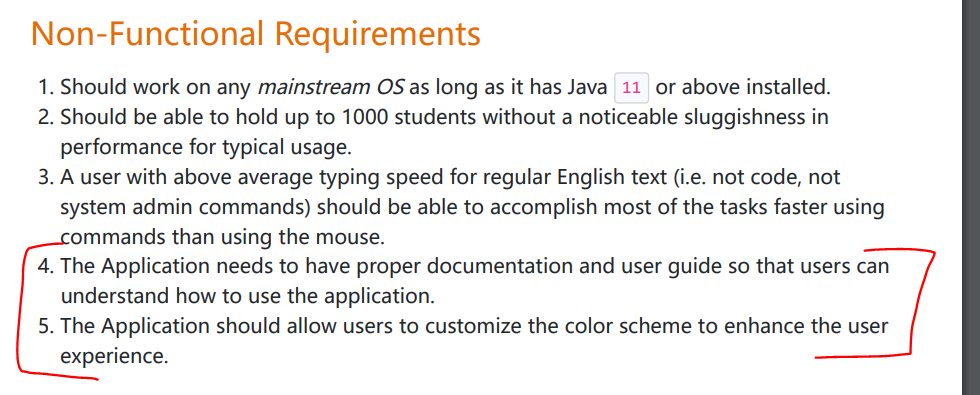 Non-Functional Requirements
1. Should work on any mainstream OS as long as it has Java 11 or above installed.
2. Should be able to hold up to 1000 students without a noticeable sluggishness in
performance for typical usage.
3. A user with above average typing speed for regular English text (i.e. not code, not
system admin commands) should be able to accomplish most of the tasks faster using
commands than using the mouse.
4. The Application needs to have proper documentation and user guide so that users can
understand how to use the application.
5. The Application should allow users to customize the color scheme to enhance the user
experience.